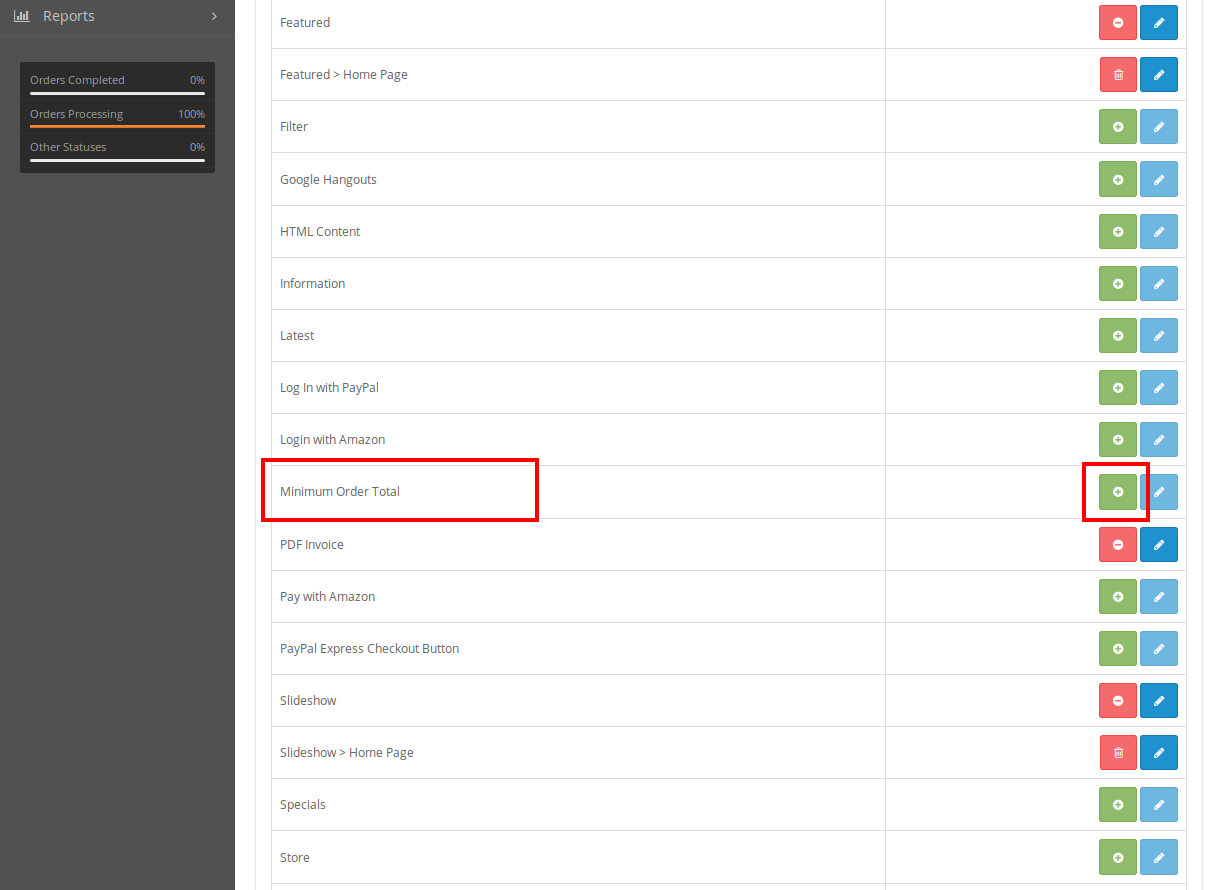 Reports
Orders Completed 0%
Orders Processing 100%
Other Statuses 0%
Featured
Featured > Home Page
Filter
Google Hangouts
HTML Content
Information
Latest
Log In with PayPal
Login with Amazon
Minimum Order Total
PDF Invoice
Pay with Amazon
PayPal Express Checkout Button
Slideshow
Slideshow > Home Page
Specials
Store